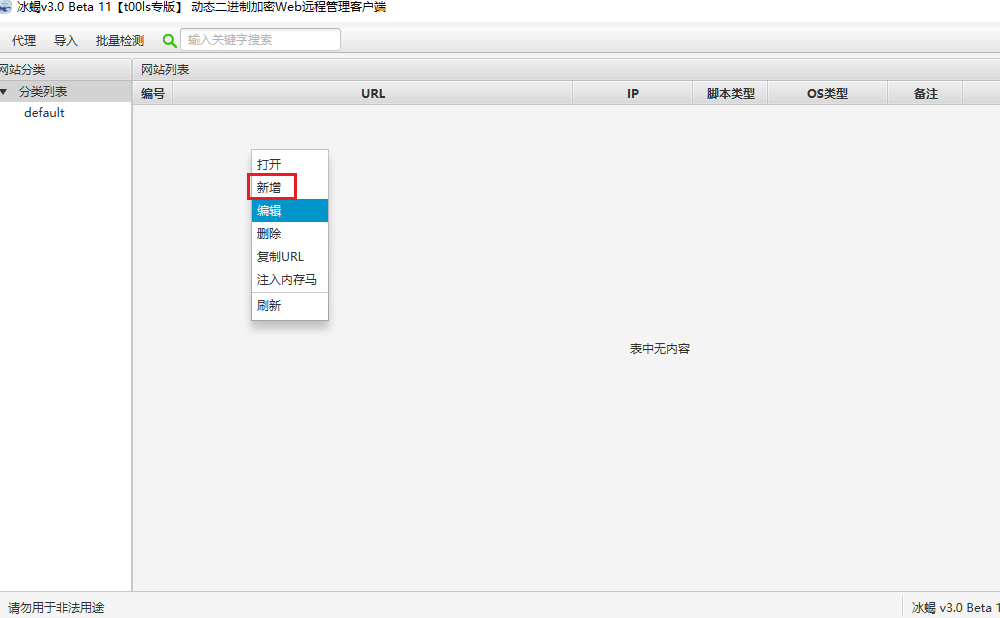 冰蝎v3.0 Beta 11【t00ls专版】 动态二进制加密Web远程管理客户端
代理 导入 批量检测 输入关键字搜索
网站分类 网站列表
分类列表 编号 URL IP 脚本类型 OS类型 备注
default
打开
新增
编辑
删除
复制URL
注入内存马
刷新
表中无内容
请勿用于非法用途 冰蝎 v3.0 Beta 1